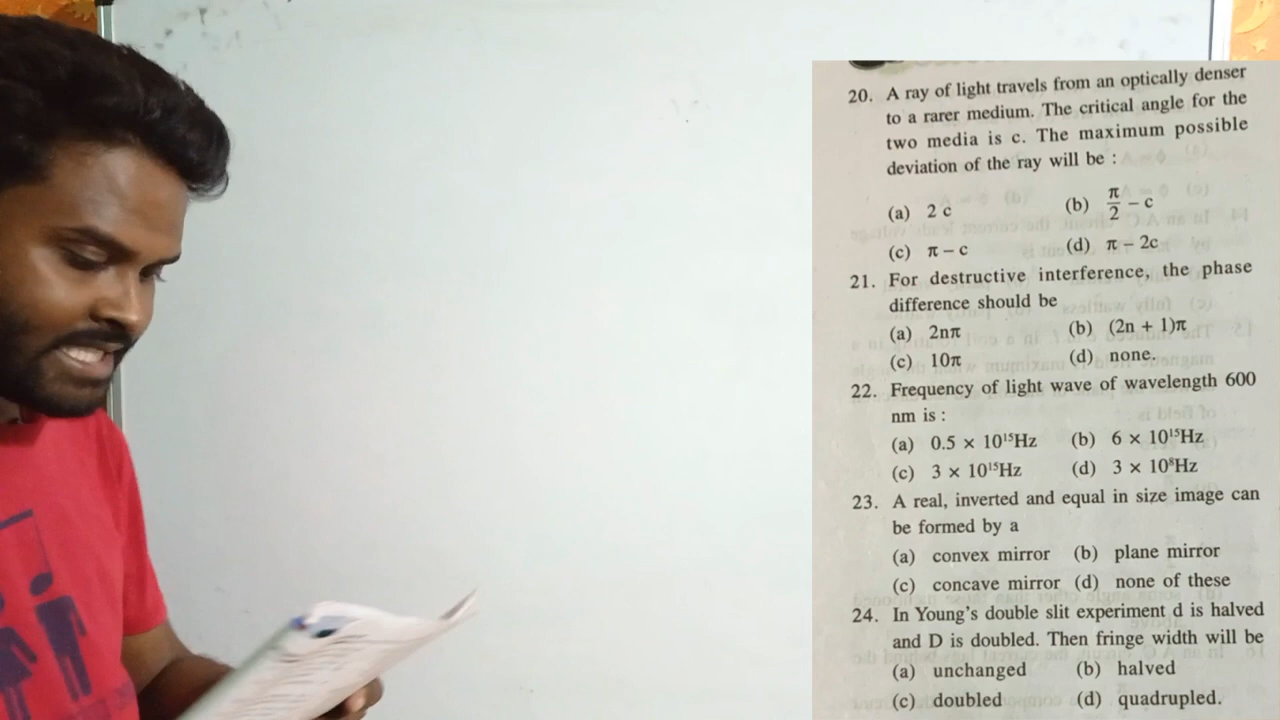 20. A ray of light travels from an optically denser
to a rarer medium. The critical angle for the
two media is c. The maximum possible
deviation of the ray will be :
(a) 2 c (b) π/2 – c
(c) π – c (d) π – 2c
21. For destructive interference, the phase
difference should be
(a) 2nπ (b) (2n + 1)π
(c) 10π (d) none.
22. Frequency of light wave of wavelength 600
nm is :
(a) 0.5 × 10¹⁵Hz (b) 6 × 10¹⁵Hz
(c) 3 × 10¹⁵Hz (d) 3 × 10⁸Hz
23. A real, inverted and equal in size image can
be formed by a
(a) convex mirror (b) plane mirror
(c) concave mirror (d) none of these
24. In Young's double slit experiment d is halved
and D is doubled. Then fringe width will be
(a) unchanged (b) halved
(c) doubled (d) quadrupled.